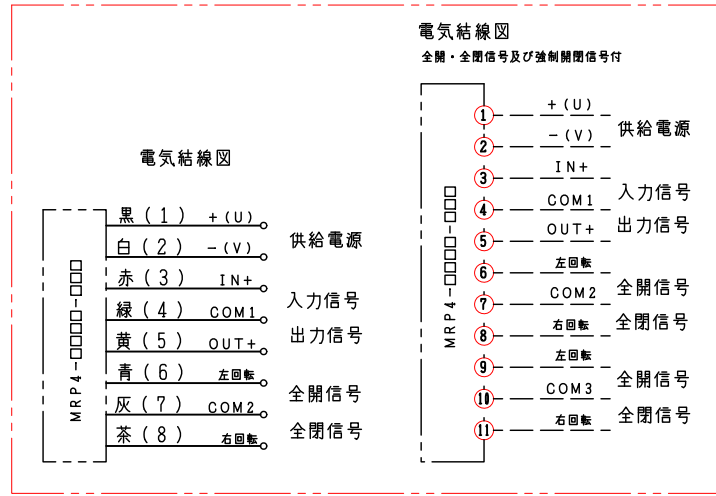 電気結線図
MRP4-□□□□-□□□
黒(1) +(U)
白(2) -(V)
供給電源
赤(3) IN+
緑(4) COM1
入力信号
黄(5) OUT+
出力信号
青(6) 左回転
灰(7) COM2
全開信号
茶(8) 右回転
全閉信号
電気結線図
全開・全閉信号及び強制開閉信号付
MRP4-□□□□-□□□
1 +(U)
2 -(V)
供給電源
3 IN+
4 COM1
入力信号
5 OUT+
出力信号
6 左回転
7 COM2
全開信号
8 右回転
全閉信号
9 左回転
10 COM3
全開信号
11 右回転
全閉信号